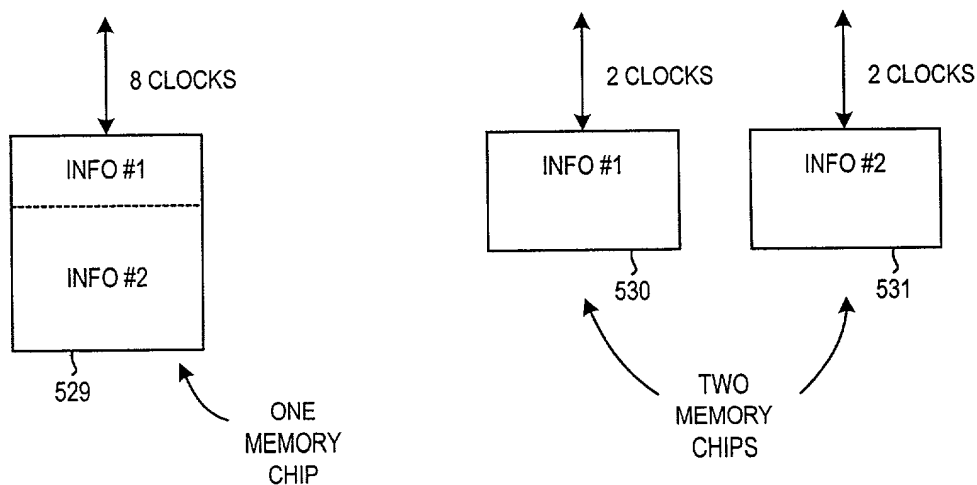 8 CLOCKS
INFO #1
INFO #2
529
ONE
MEMORY
CHIP
2 CLOCKS
2 CLOCKS
INFO #1
INFO #2
530
531
TWO
MEMORY
CHIPS